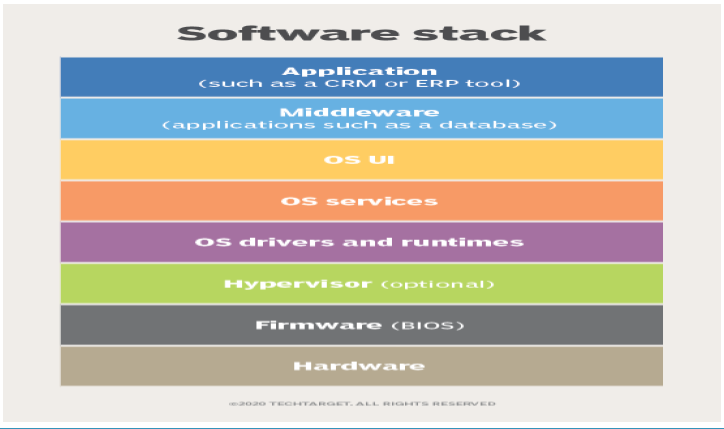 Software stack
Application
(such as a CRM or ERP tool)
Middleware
(applications such as a database)
OS UI
OS services
OS drivers and runtimes
Hypervisor (optional)
Firmware (BIOS)
Hardware
©2020 TECHTARGET. ALL RIGHTS RESERVED